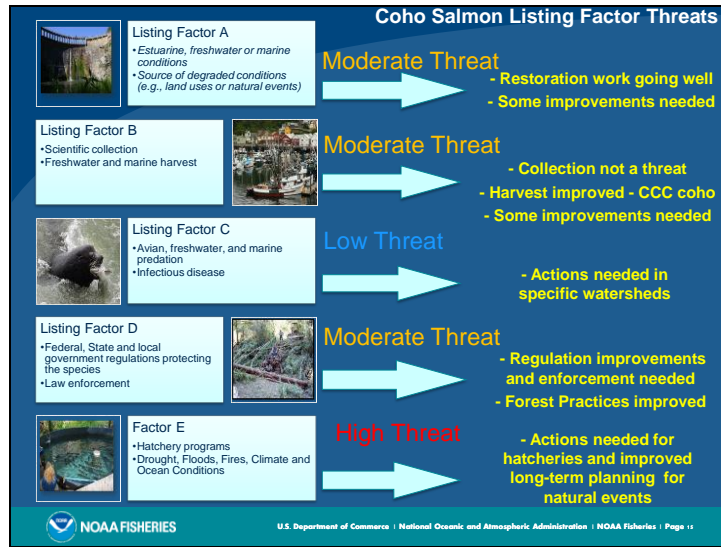 Coho Salmon Listing Factor Threats
Listing Factor A
•Estuarine, freshwater or marine
conditions
•Source of degraded conditions
(e.g., land uses or natural events)
Moderate Threat
- Restoration work going well
- Some improvements needed
Listing Factor B
•Scientific collection
•Freshwater and marine harvest
Moderate Threat
- Collection not a threat
- Harvest improved - CCC coho
- Some improvements needed
Listing Factor C
•Avian, freshwater, and marine
predation
•Infectious disease
Low Threat
- Actions needed in
specific watersheds
Listing Factor D
•Federal, State and local
government regulations protecting
the species
•Law enforcement
Moderate Threat
- Regulation improvements
and enforcement needed
- Forest Practices improved
Factor E
•Hatchery programs
•Drought, Floods, Fires, Climate and
Ocean Conditions
High Threat
- Actions needed for
hatcheries and improved
long-term planning for
natural events
NOAA FISHERIES
U.S. Department of Commerce | National Oceanic and Atmospheric Administration | NOAA Fisheries | Page 15